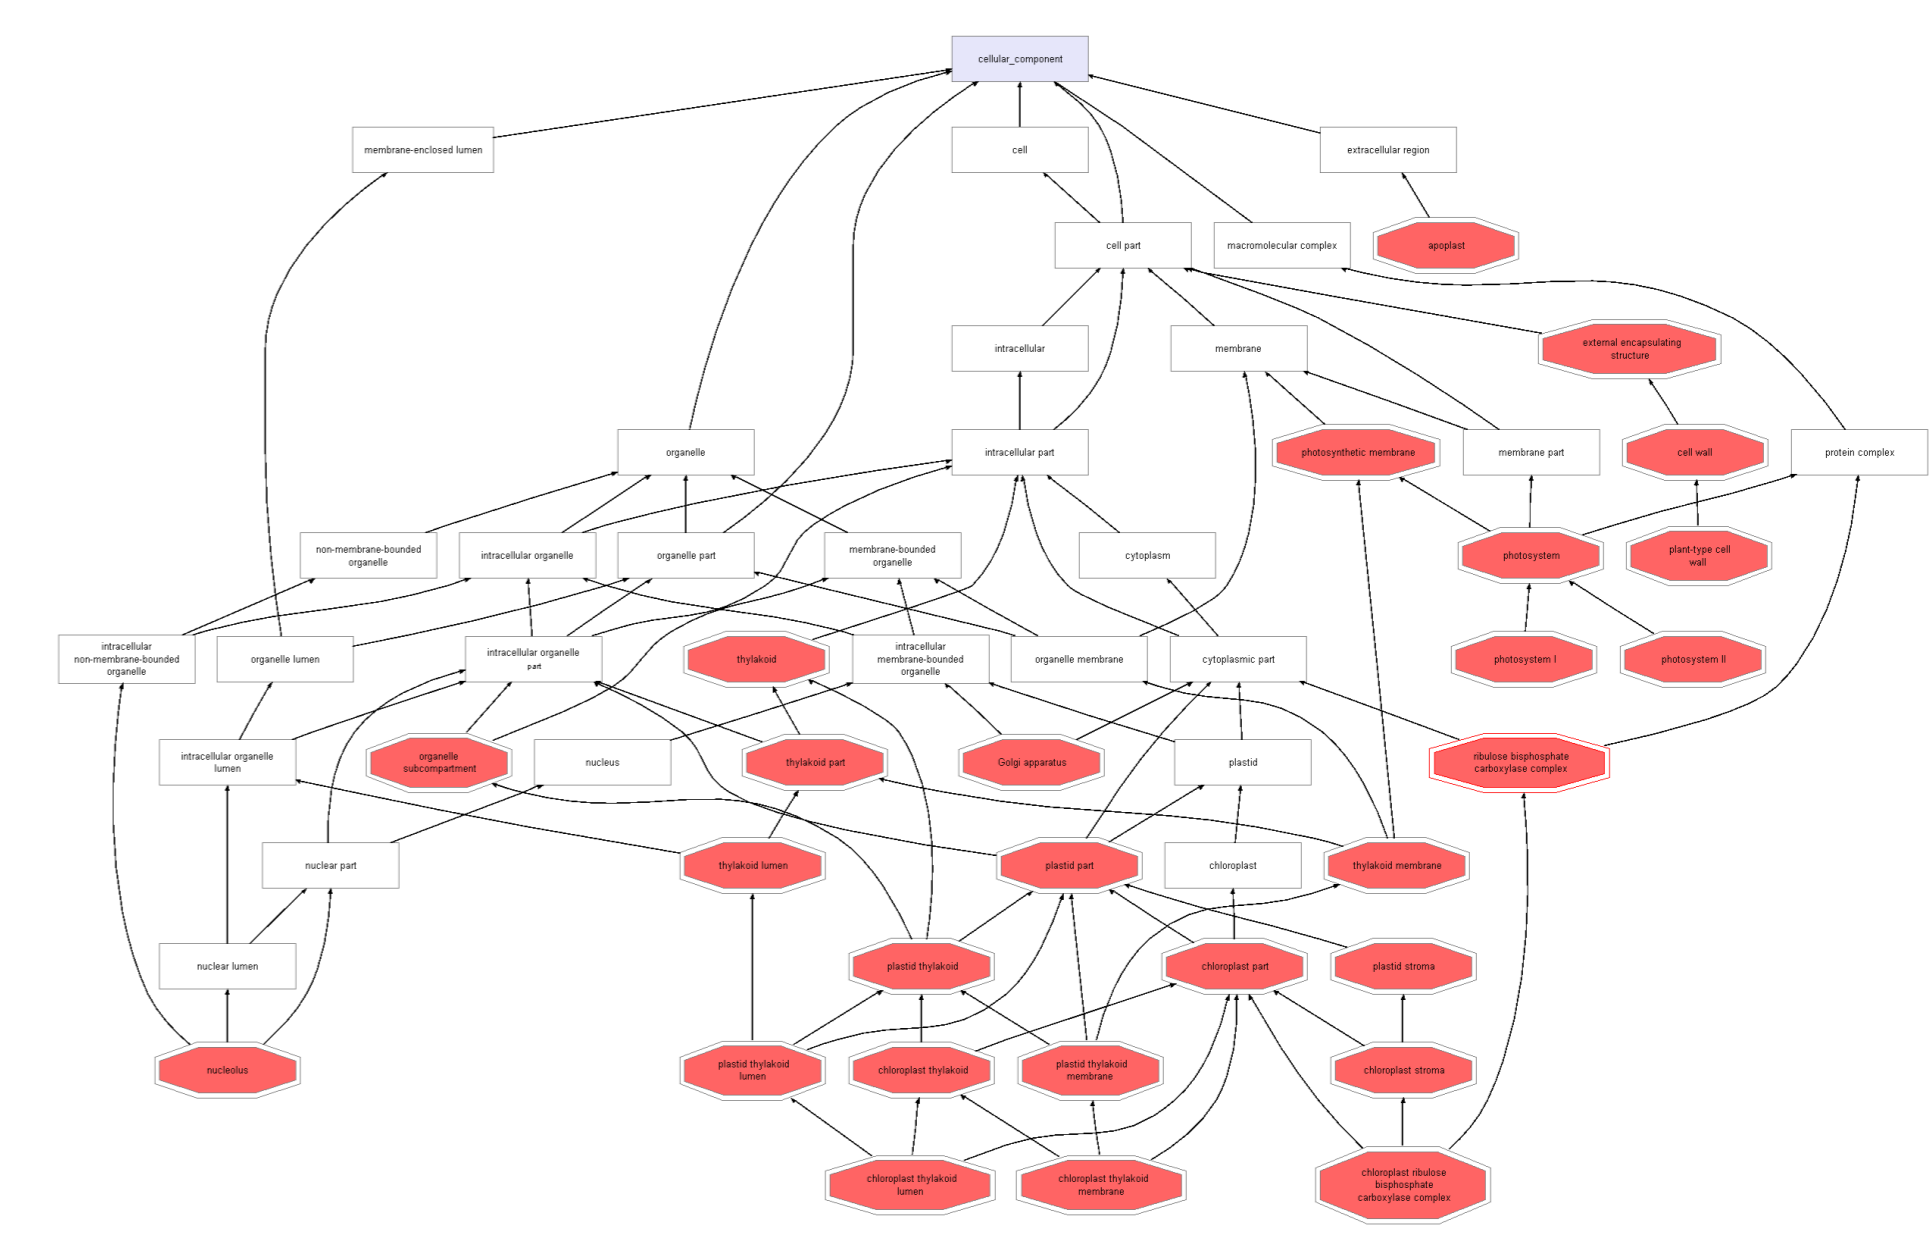 cellular_component
membrane-enclosed lumen
cell
extracellular region
cell part
macromolecular complex
apoplast
intracellular
membrane
external encapsulating
structure
organelle
intracellular part
photosynthetic membrane
membrane part
cell wall
protein complex
non-membrane-bounded
organelle
intracellular organelle
organelle part
membrane-bounded
organelle
cytoplasm
photosystem
plant-type cell
wall
intracellular
non-membrane-bounded
organelle
organelle lumen
intracellular organelle
part
thylakoid
intracellular
membrane-bounded
organelle
organelle membrane
cytoplasmic part
photosystem I
photosystem II
intracellular organelle
lumen
organelle
subcompartment
nucleus
thylakoid part
Golgi apparatus
plastid
ribulose bisphosphate
carboxylase complex
nuclear part
thylakoid lumen
plastid part
chloroplast
thylakoid membrane
nuclear lumen
plastid thylakoid
chloroplast part
plastid stroma
nucleolus
plastid thylakoid
lumen
chloroplast thylakoid
plastid thylakoid
membrane
chloroplast stroma
chloroplast thylakoid
lumen
chloroplast thylakoid
membrane
chloroplast ribulose
bisphosphate
carboxylase complex